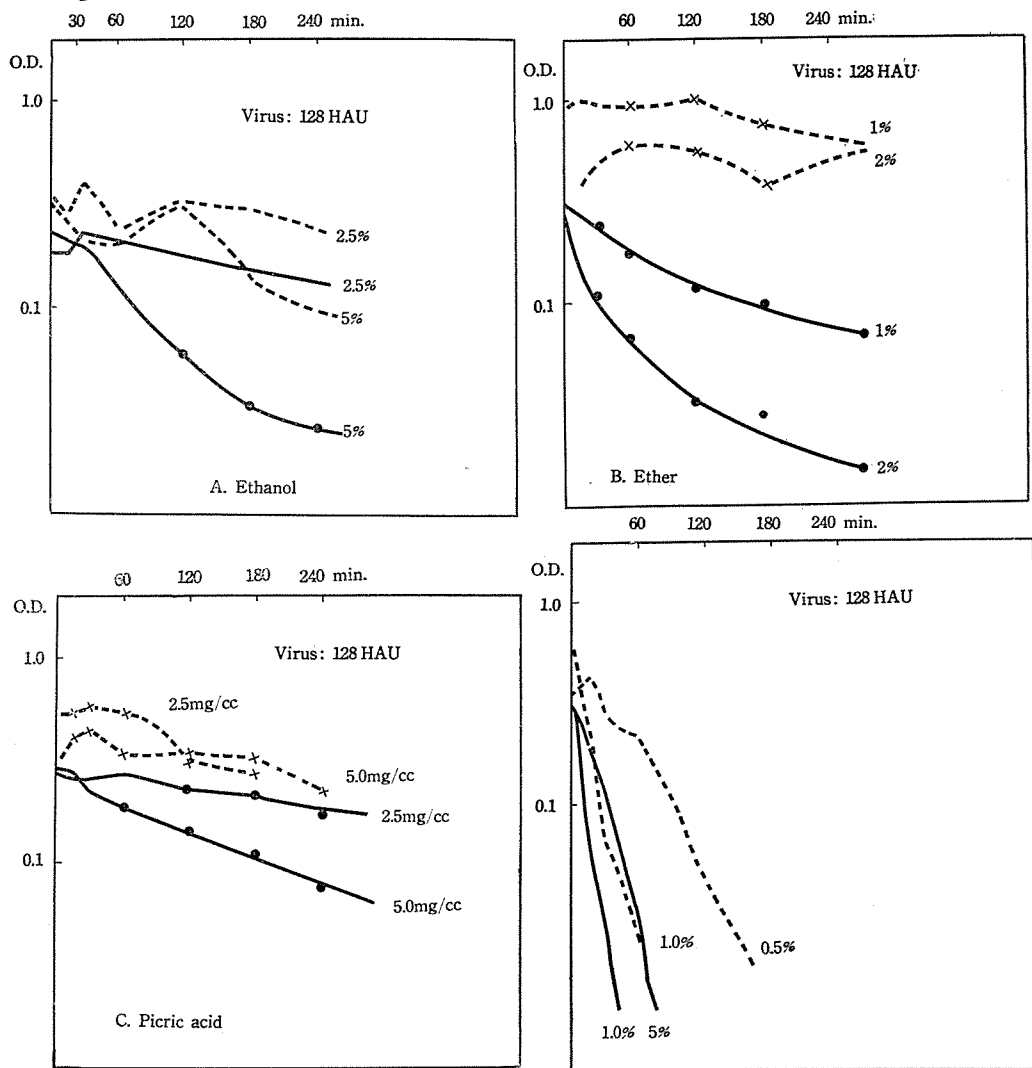 30 60 120 180 240 min.
O.D.
1.0
0.1
Virus: 128 HAU
2.5%
2.5%
5%
5%
A. Ethanol
60 120 180 240 min.
O.D.
1.0
0.1
Virus: 128 HAU
1%
2%
1%
2%
B. Ether
60 120 180 240 min.
O.D.
1.0
0.1
Virus: 128 HAU
2.5mg/cc
5.0mg/cc
2.5mg/cc
5.0mg/cc
C. Picric acid
60 120 180 240 min.
O.D.
1.0
0.1
Virus: 128 HAU
1.0%
0.5%
1.0%
5%